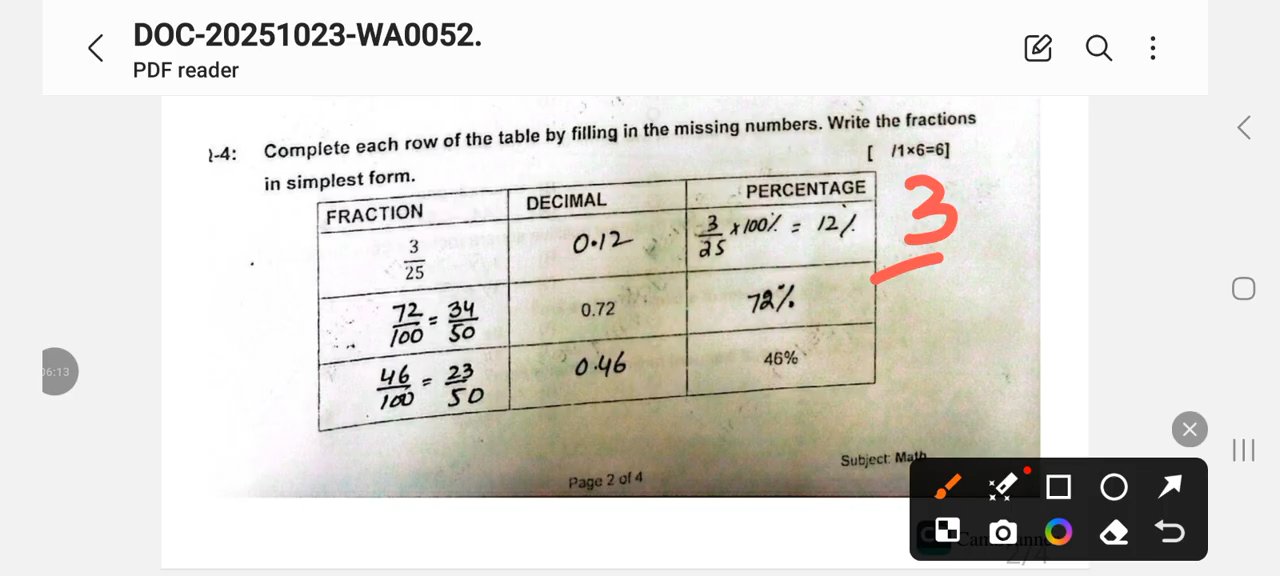 DOC-20251023-WA0052.
PDF reader
-4: Complete each row of the table by filling in the missing numbers. Write the fractions
in simplest form. [ /1×6=6]
FRACTION DECIMAL PERCENTAGE
3/25 0.12 3/25 x 100% = 12%
72/100 = 34/50 0.72 72%
46/100 = 23/50 0.46 46%
3
06:13
Subject: Math
Page 2 of 4
2/4